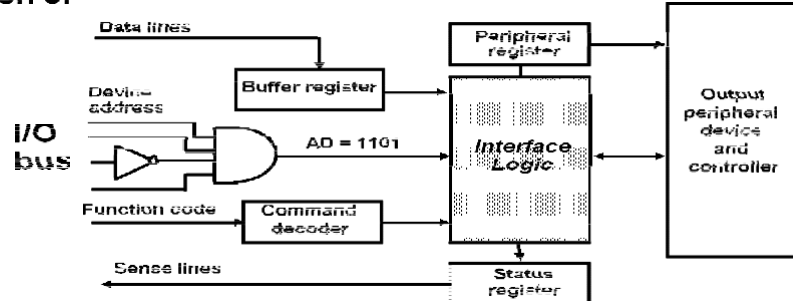 Data lines
Peripheral
register
Buffer register
Device
address
I/O
bus
AD = 1101
Interface
Logic
Output
peripheral
device
and
controller
Function code
Command
decoder
Sense lines
Status
register